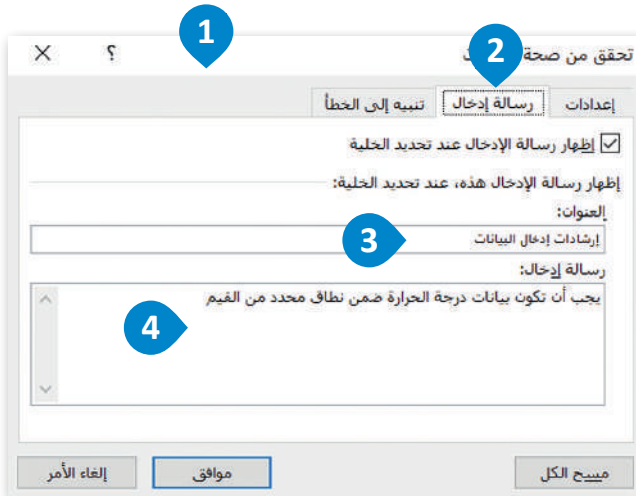 1
2
تحقق من صحة
؟
إعدادات
رسالة إدخال
تنبيه إلى الخطأ
إظهار رسالة الإدخال عند تحديد الخلية
إظهار رسالة الإدخال هذه، عند تحديد الخلية:
العنوان:
إرشادات إدخال البيانات
3
رسالة إدخال:
يجب أن تكون بيانات درجة الحرارة ضمن نطاق محدد من القيم
4
مسح الكل
موافق
إلغاء الأمر